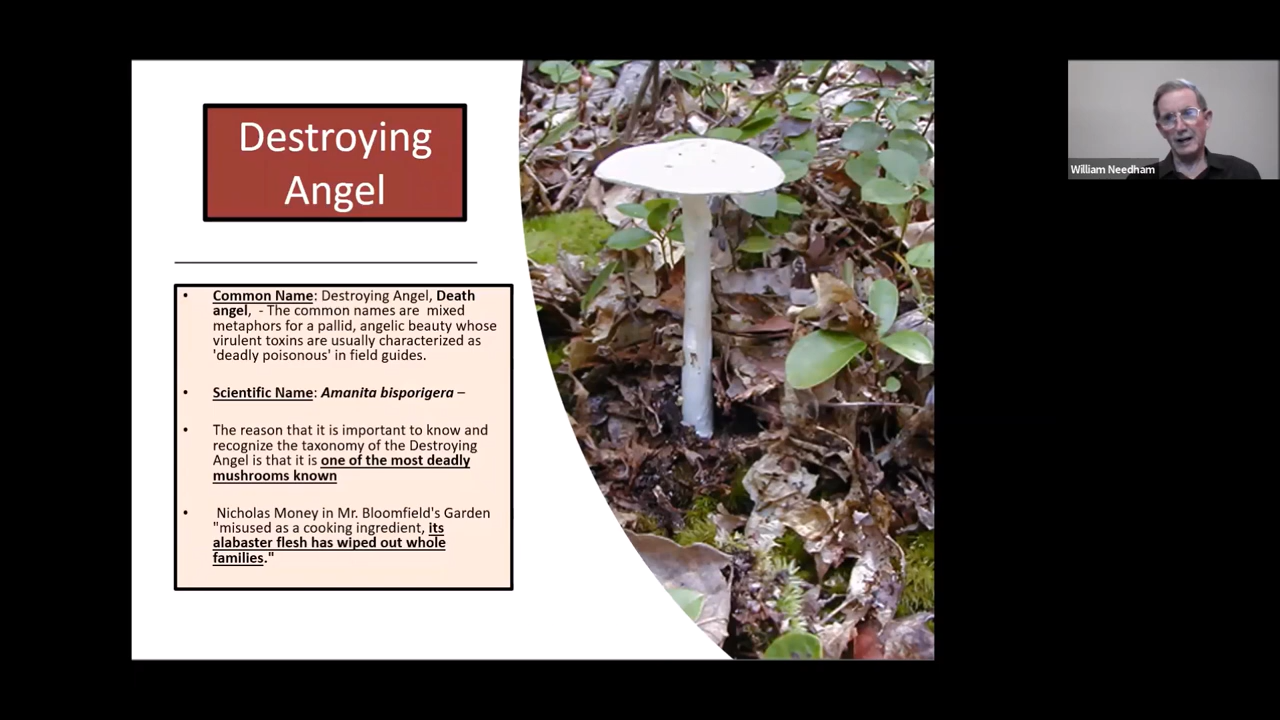 Destroying
Angel
• Common Name: Destroying Angel, Death
angel,  - The common names are  mixed
metaphors for a pallid, angelic beauty whose
virulent toxins are usually characterized as
'deadly poisonous' in field guides.
• Scientific Name: Amanita bisporigera –
• The reason that it is important to know and
recognize the taxonomy of the Destroying
Angel is that it is one of the most deadly
mushrooms known
• Nicholas Money in Mr. Bloomfield's Garden
"misused as a cooking ingredient, its
alabaster flesh has wiped out whole
families."
William Needham